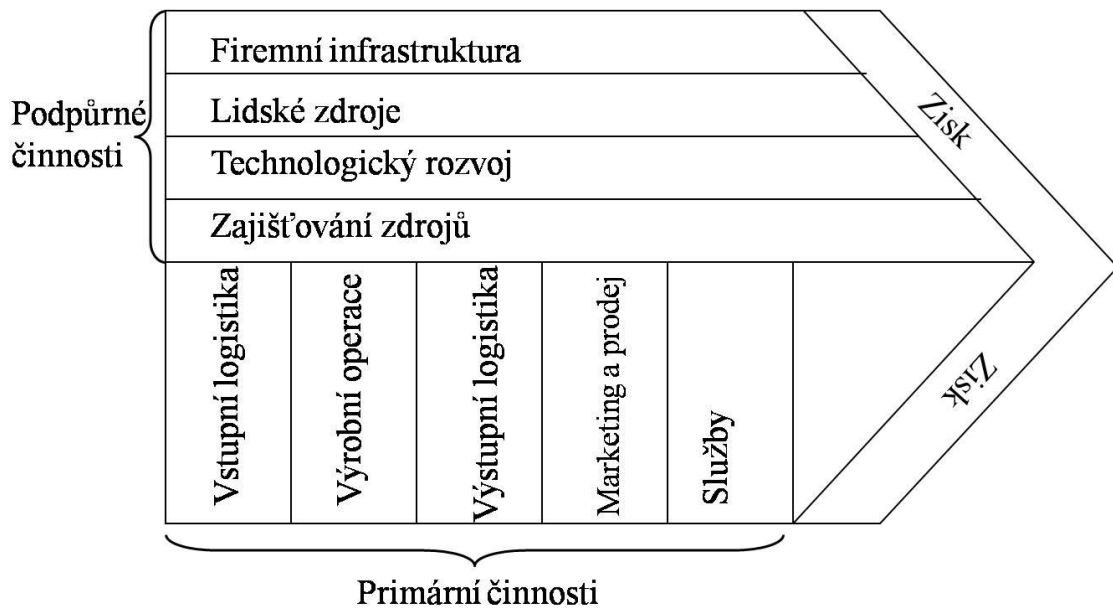 Firemní infrastruktura
Podpůrné
činnosti
Lidské zdroje
Technologický rozvoj
Zajišťování zdrojů
Zisk
Vstupní logistika
Výrobní operace
Výstupní logistika
Marketing a prodej
Služby
Zisk
Primární činnosti